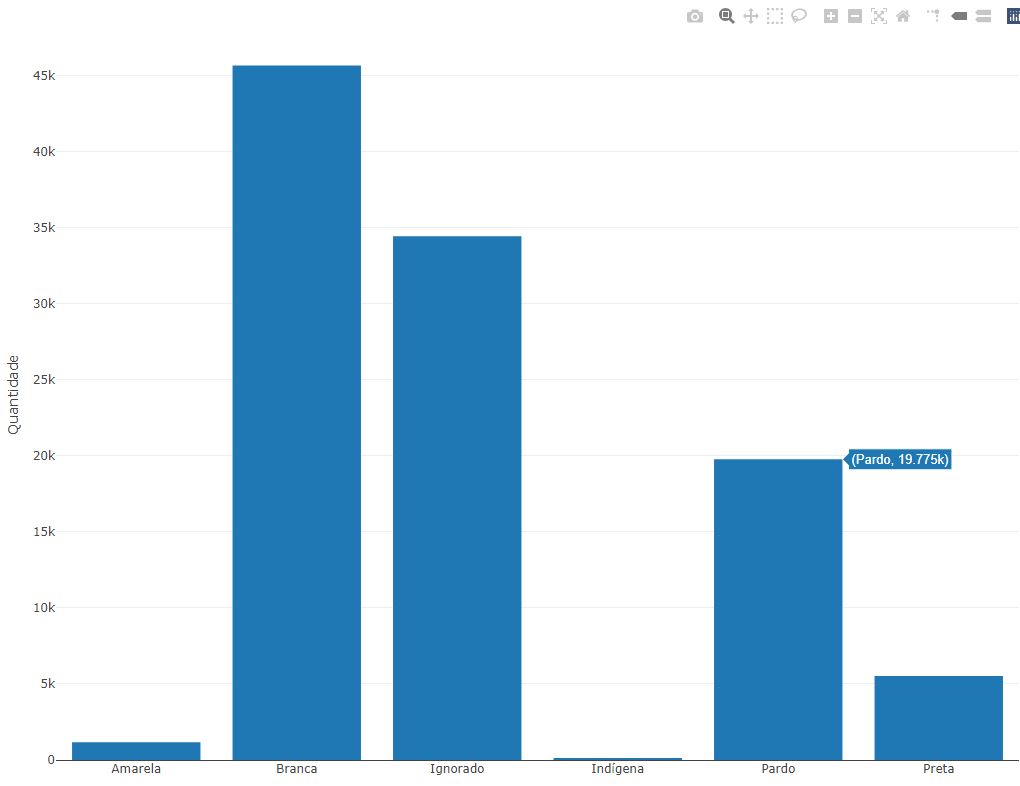 45k
40k
35k
30k
25k
20k
15k
10k
5k
0
Quantidade
(Pardo, 19.775k)
Amarela Branca Ignorado Indígena Pardo Preta